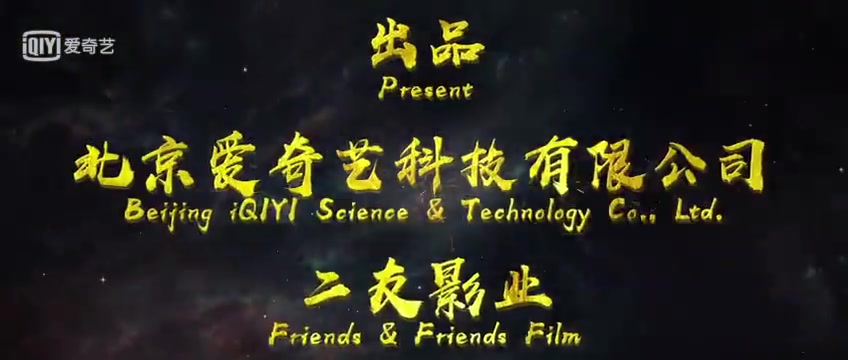 iQIYI 爱奇艺
出品
Present
北京爱奇艺科技有限公司
Beijing iQIYI Science & Technology Co., Ltd.
二友影业
Friends & Friends Film